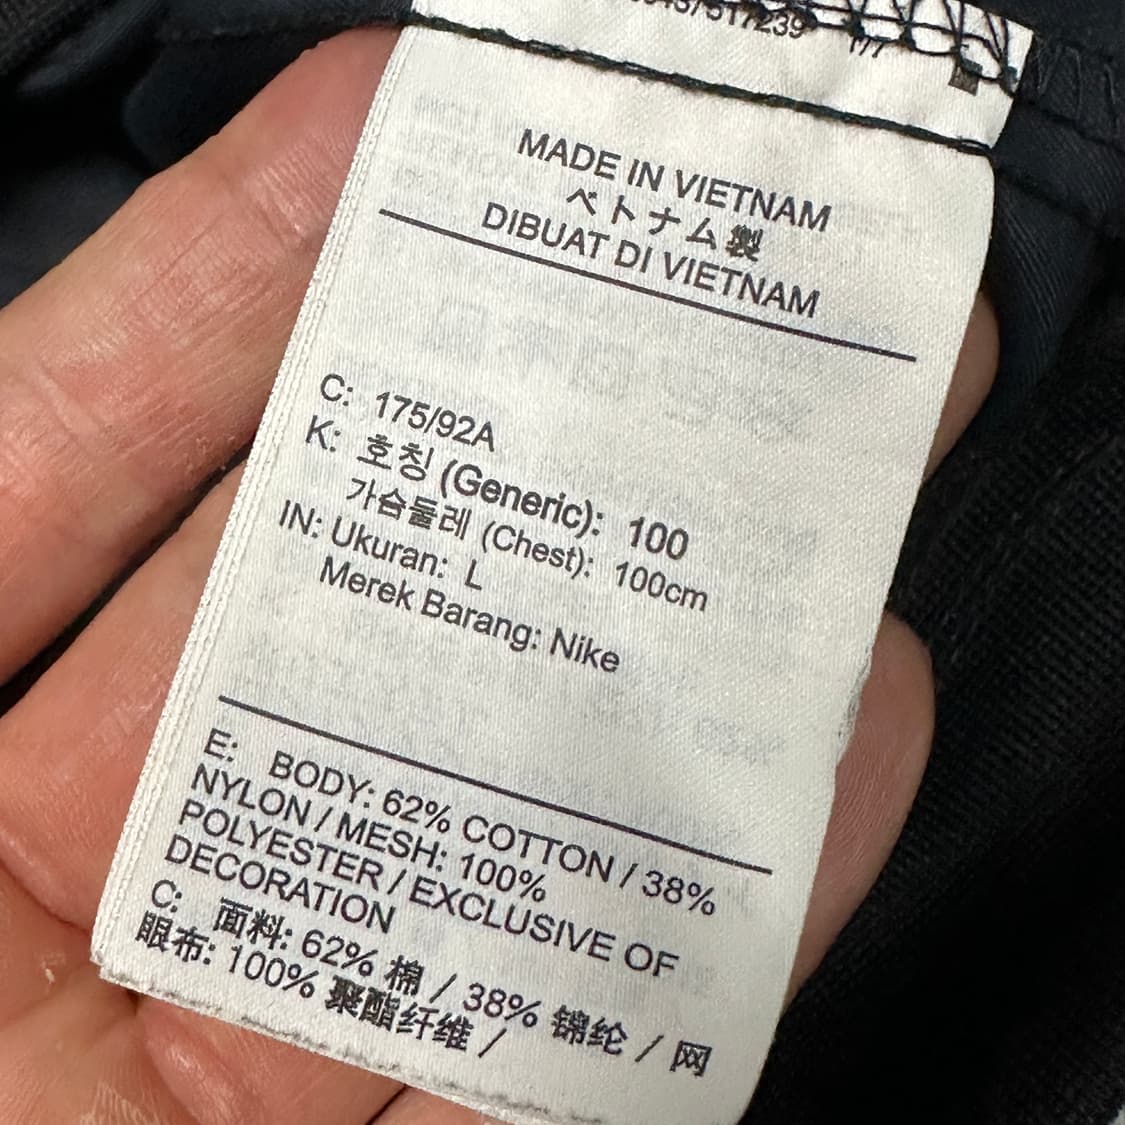 MADE IN VIETNAM
ベトナム製
DIBUAT DI VIETNAM
C: 175/92A
K: 호칭 (Generic): 100
가슴둘레 (Chest): 100cm
IN: Ukuran: L
Merek Barang: Nike
E: BODY: 62% COTTON / 38%
NYLON / MESH: 100%
POLYESTER / EXCLUSIVE OF
DECORATION
C: 面料: 62% 棉 / 38% 锦纶 / 网
眼布: 100% 聚酯纤维 /